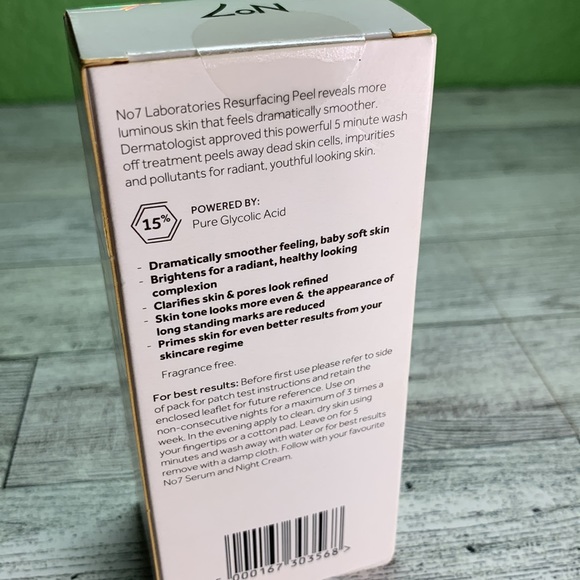 No7
No7 Laboratories Resurfacing Peel reveals more
luminous skin that feels dramatically smoother.
Dermatologist approved this powerful 5 minute wash
off treatment peels away dead skin cells, impurities
and pollutants for radiant, youthful looking skin.
15%
POWERED BY:
Pure Glycolic Acid
- Dramatically smoother feeling, baby soft skin
- Brightens for a radiant, healthy looking
complexion
- Clarifies skin & pores look refined
- Skin tone looks more even & the appearance of
long standing marks are reduced
- Primes skin for even better results from your
skincare regime
Fragrance free.
For best results: Before first use please refer to side
of pack for patch test instructions and retain the
enclosed leaflet for future reference. Use on
non-consecutive nights for a maximum of 3 times a
week. In the evening apply to clean, dry skin using
your fingertips or a cotton pad. Leave on for 5
minutes and wash away with water or for best results
remove with a damp cloth. Follow with your favourite
No7 Serum and Night Cream.
000167 303568 >